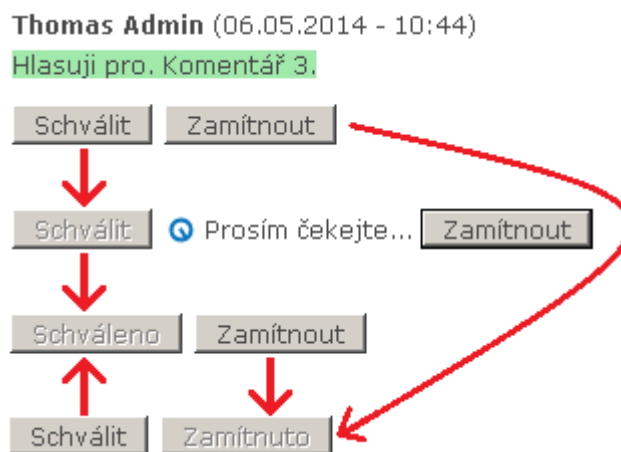 Thomas Admin (06.05.2014 - 10:44)
Hlasuji pro. Komentář 3.
Schválit Zamítnout
Schválit Prosím čekejte... Zamítnout
Schváleno Zamítnout
Schválit Zamítnuto